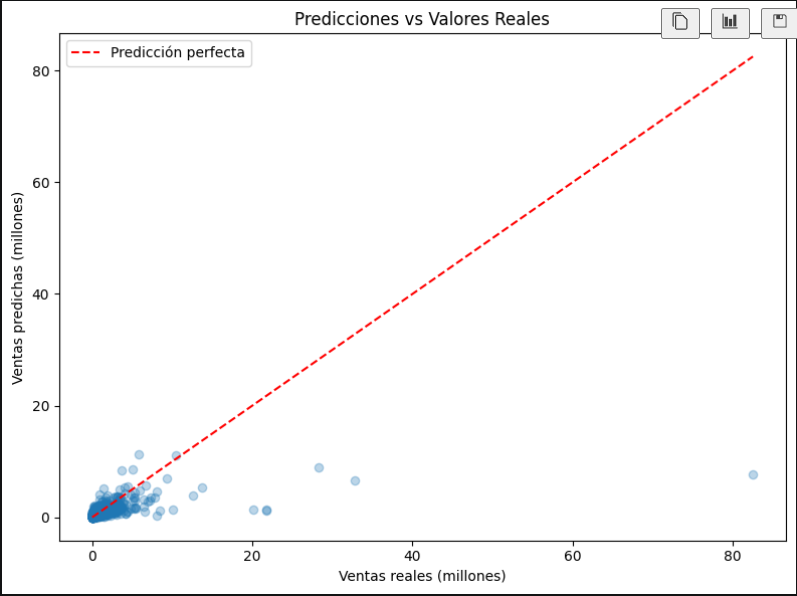 Predicciones vs Valores Reales
Predicción perfecta
80
60
40
20
0
Ventas predichas (millones)
0 20 40 60 80
Ventas reales (millones)